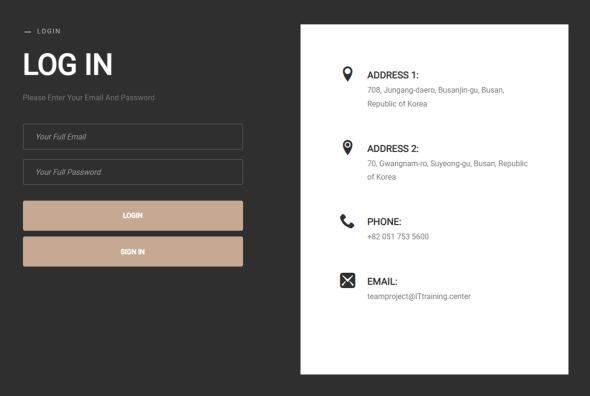 LOGIN
LOG IN
Please Enter Your Email And Password
Your Full Email
Your Full Password
LOGIN
SIGN IN
ADDRESS 1:
708, Jungang-daero, Busanjin-gu, Busan,
Republic of Korea
ADDRESS 2:
70, Gwangnam-ro, Suyeong-gu, Busan, Republic
of Korea
PHONE:
+82 051 753 5600
EMAIL:
teamproject@ITtraining.center